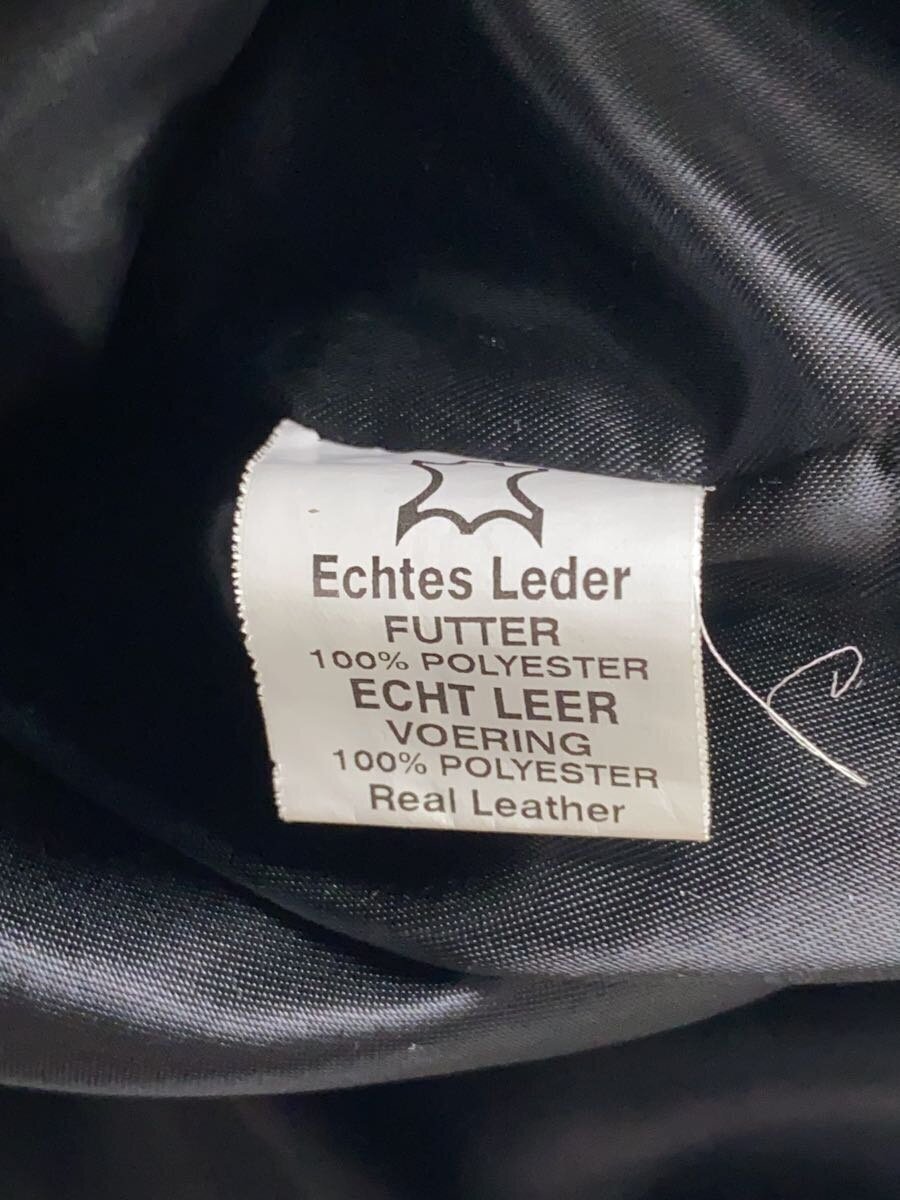 Echtes Leder
FUTTER
100% POLYESTER
ECHT LEER
VOERING
100% POLYESTER
Real Leather